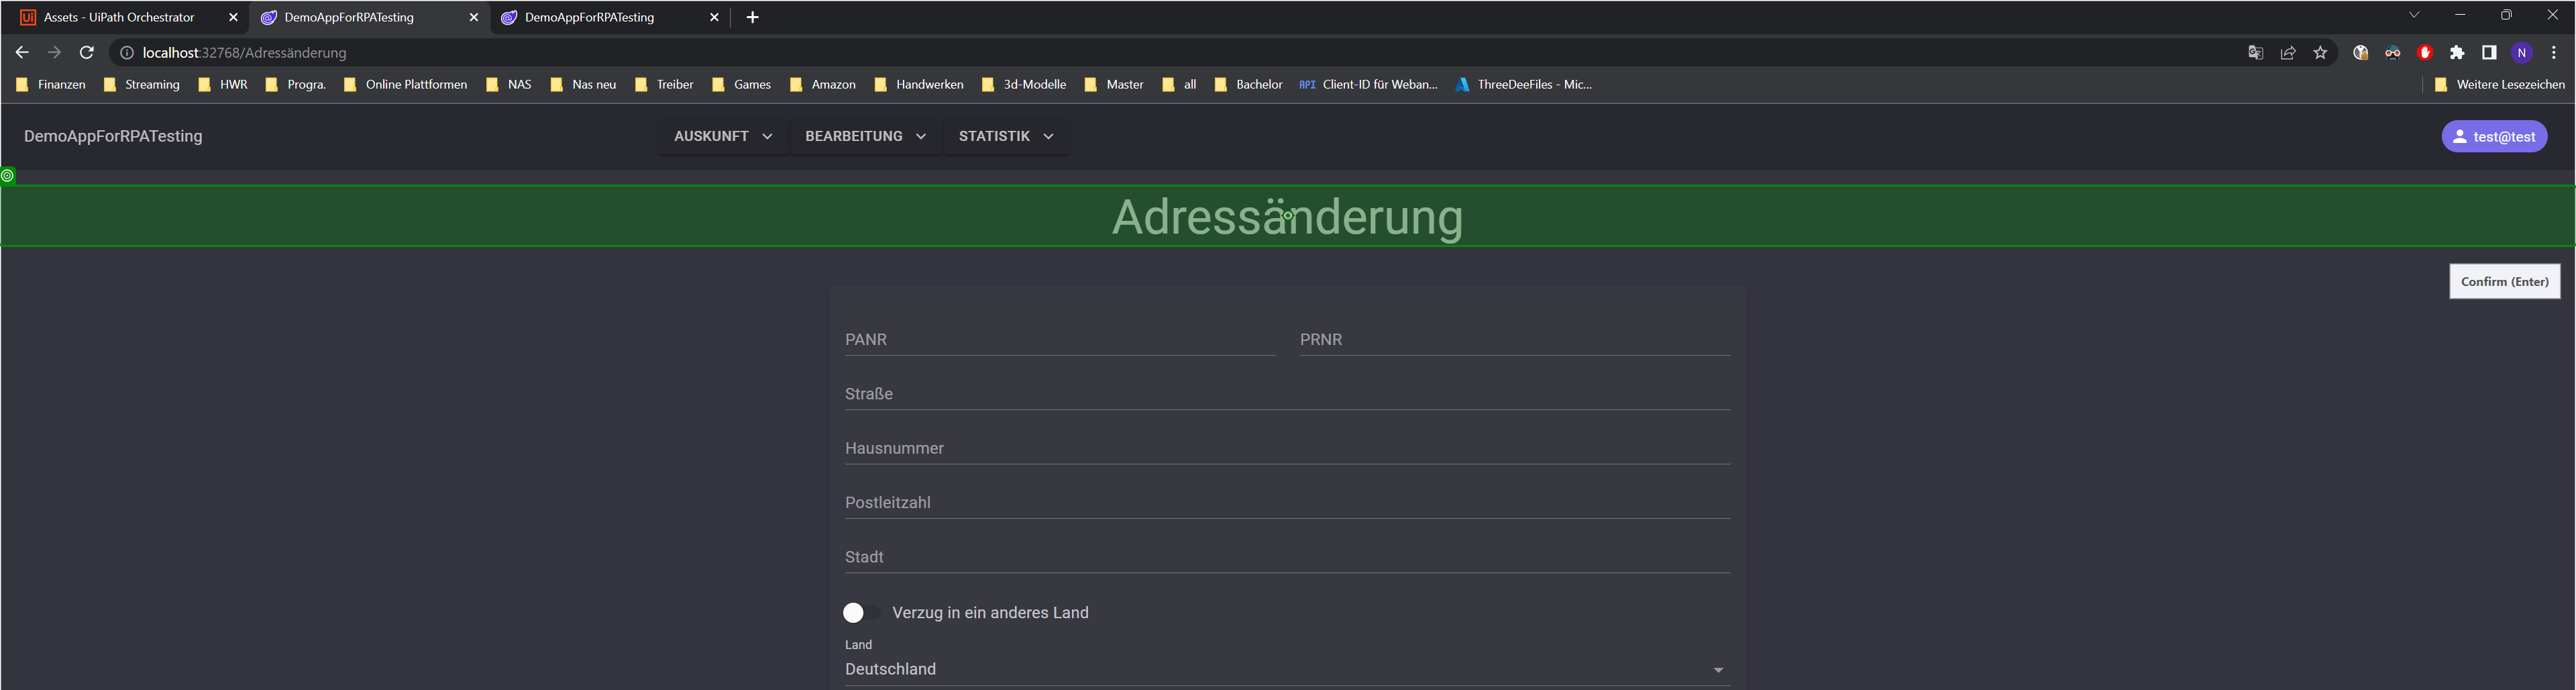 Assets - UiPath Orchestrator
DemoAppForRPATesting
DemoAppForRPATesting
localhost:32768/Adressänderung
N
Finanzen
Streaming
HWR
Progra.
Online Plattformen
NAS
Nas neu
Treiber
Games
Amazon
Handwerken
3d-Modelle
Master
all
Bachelor
API Client-ID für Weban...
ThreeDeeFiles - Mic...
Weitere Lesezeichen
DemoAppForRPATesting
AUSKUNFT
BEARBEITUNG
STATISTIK
test@test
Adressänderung
Confirm (Enter)
PANR
PRNR
Straße
Hausnummer
Postleitzahl
Stadt
Verzug in ein anderes Land
Land
Deutschland